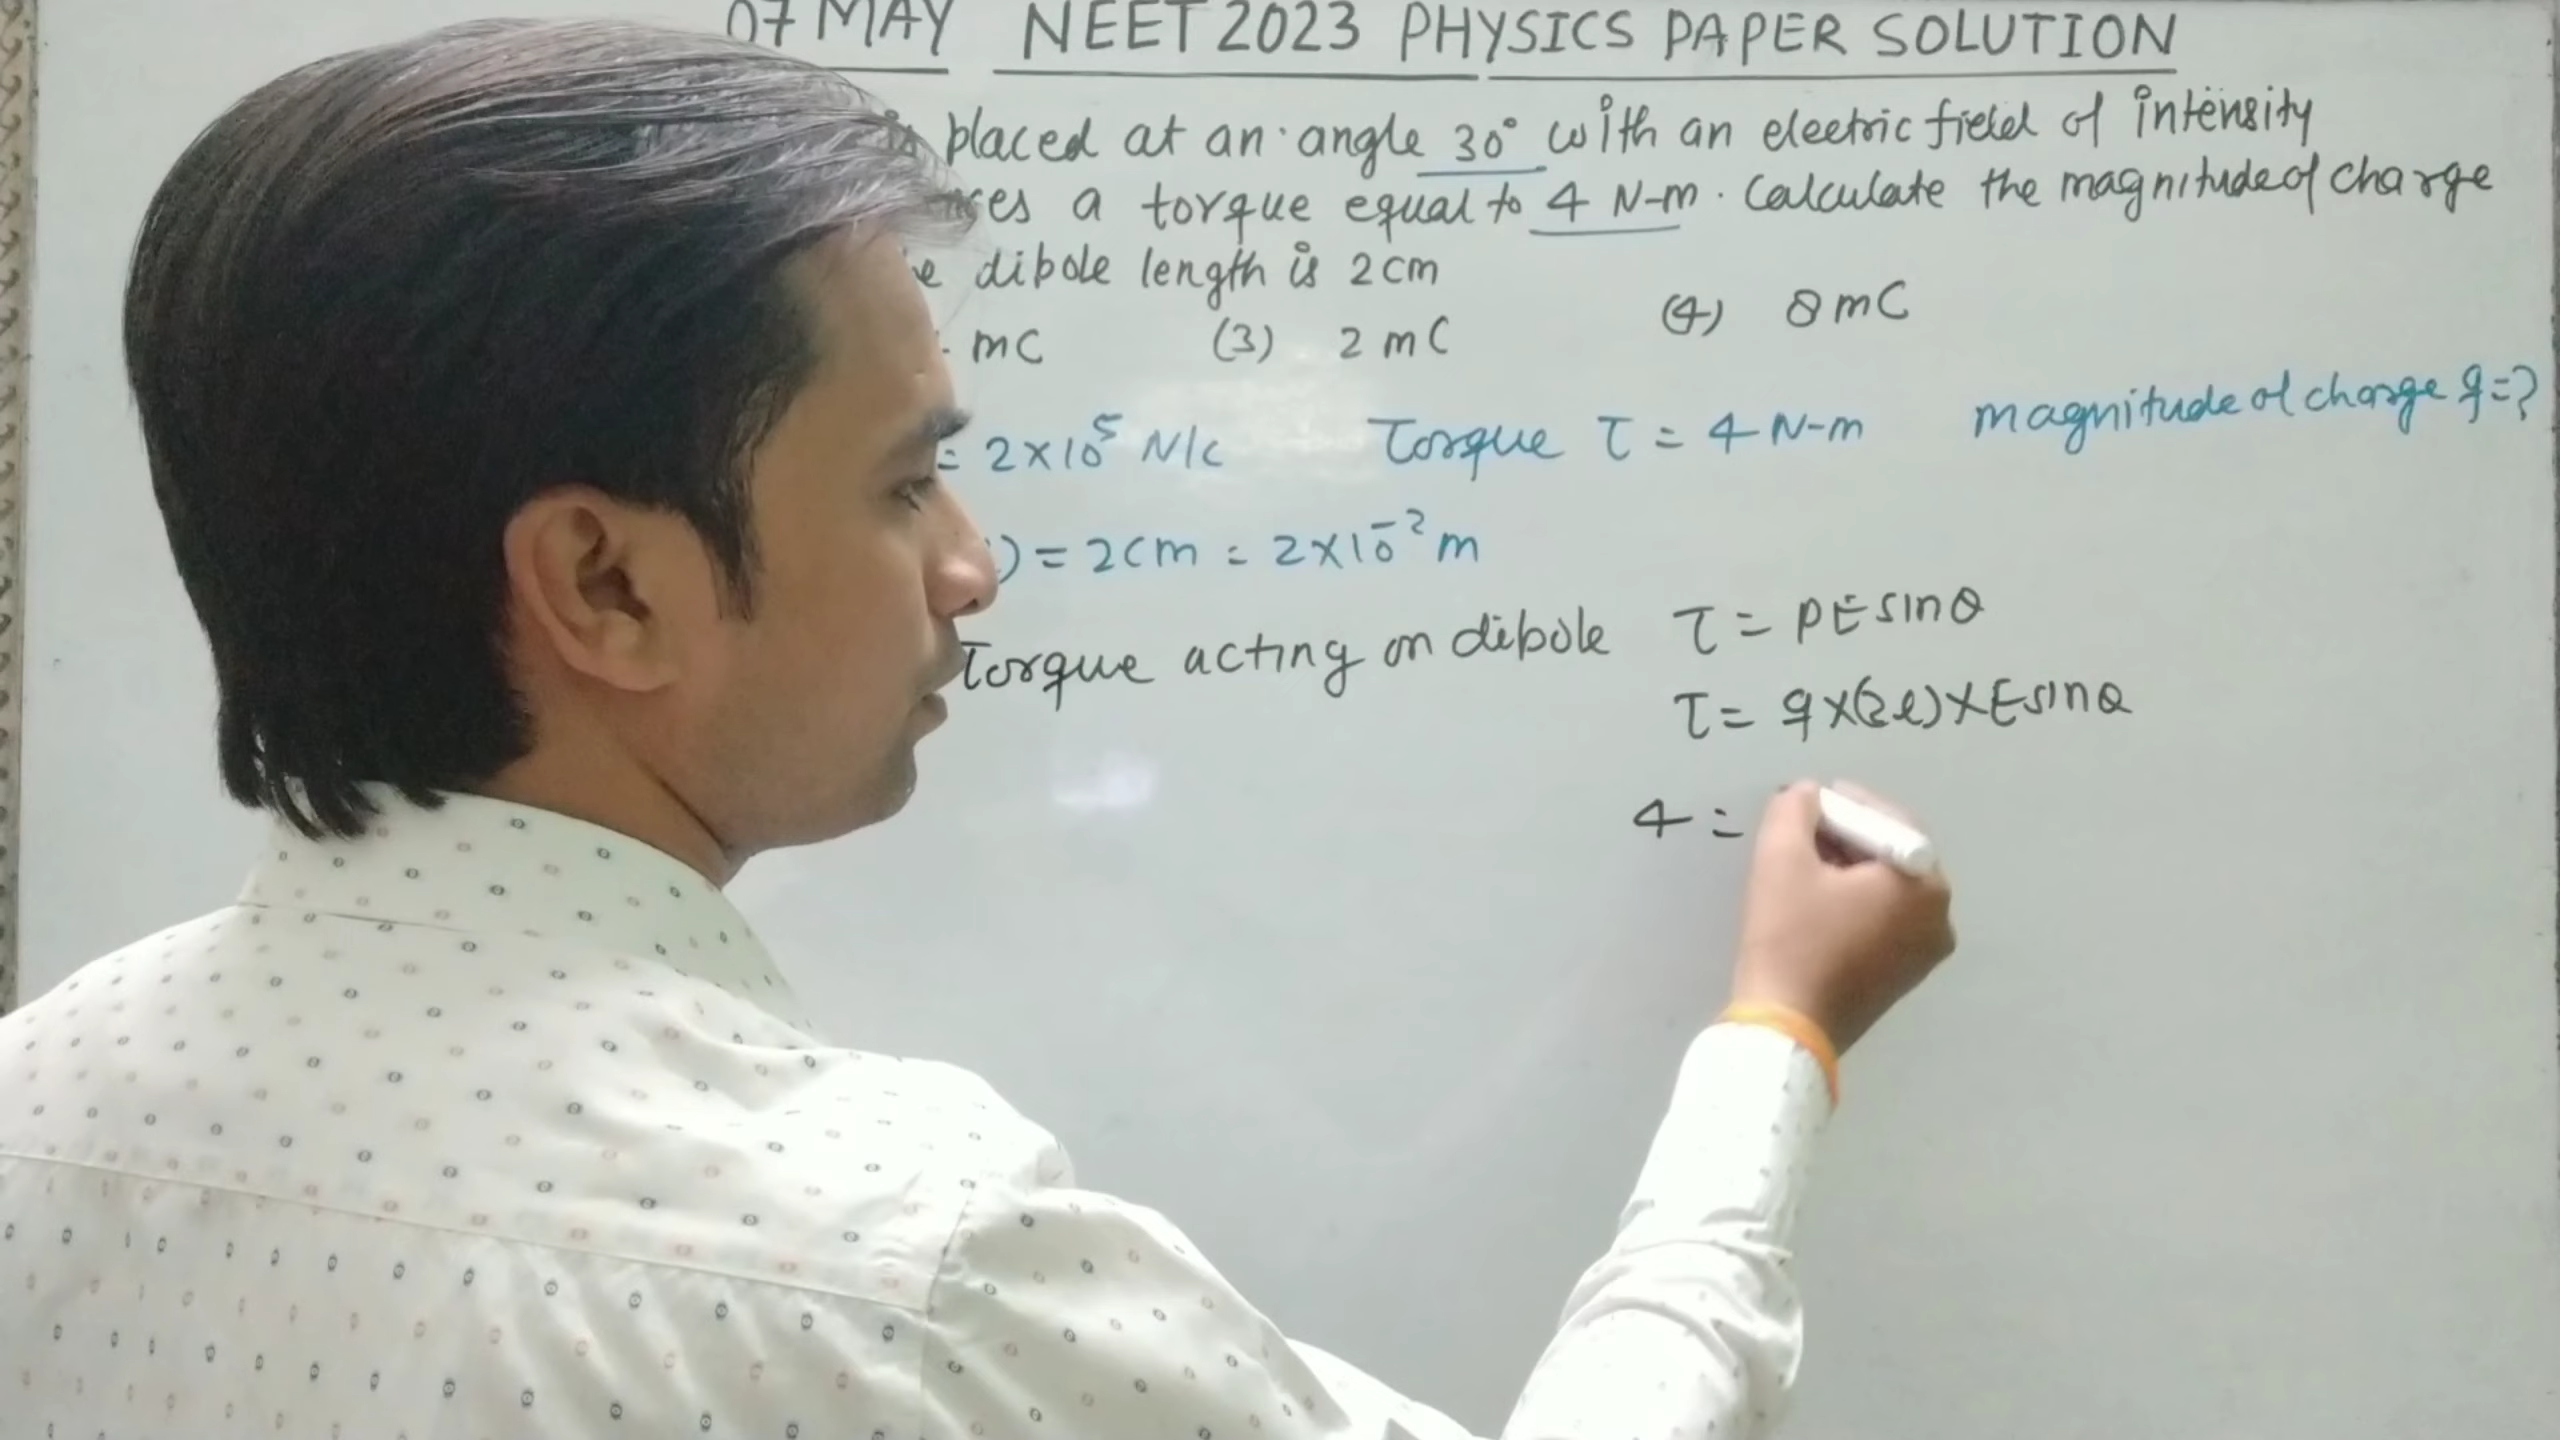 07 MAY NEET 2023 PHYSICS PAPER SOLUTION
is placed at an angle 30° with an electric field of intensity
a torque equal to 4 N-m. Calculate the magnitude of charge
dipole length is 2cm
mC (3) 2 mC (4) 8 mC
= 2×10⁵ N/C Torque τ = 4 N-m magnitude of charge q=?
) = 2cm = 2×10⁻² m
Torque acting on dipole τ = PE sinθ
τ = q×(2l)×E sinθ
4 =